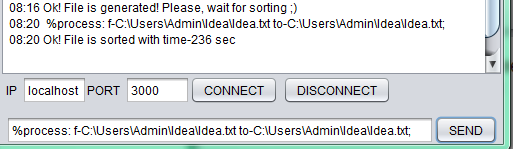 08:16 Ok! File is generated! Please, wait for sorting ;)
08:20  %process: f-C:\Users\Admin\Idea\Idea.txt to-C:\Users\Admin\Idea.txt;
08:20 Ok! File is sorted with time-236 sec
IP localhost PORT 3000 CONNECT DISCONNECT
%process: f-C:\Users\Admin\Idea\Idea.txt to-C:\Users\Admin\Idea.txt; SEND